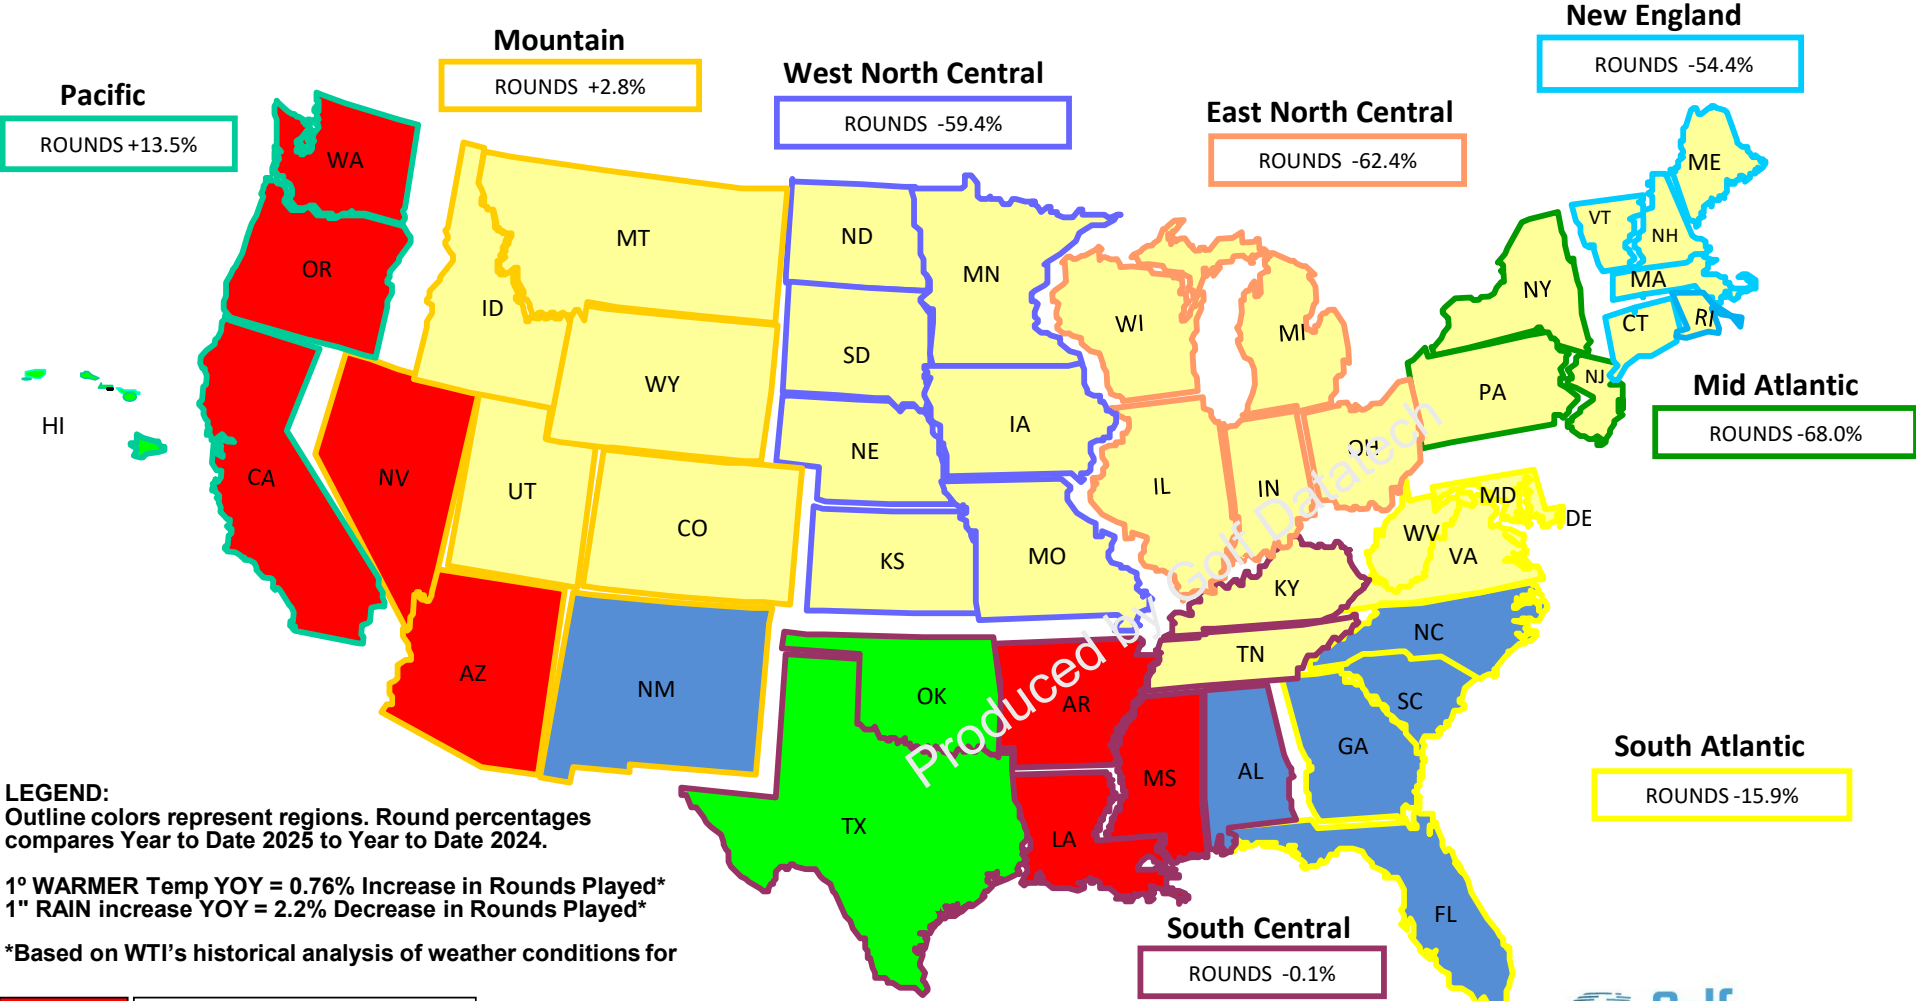 New England
ROUNDS -54.4%
Mountain
ROUNDS +2.8%
West North Central
ROUNDS -59.4%
Pacific
ROUNDS +13.5%
East North Central
ROUNDS -62.4%
WA
OR
CA
NV
HI
MT
ID
WY
UT
CO
AZ
NM
ND
SD
NE
KS
MN
IA
MO
WI
MI
IL
IN
OH
ME
VT
NH
MA
CT
RI
NY
PA
NJ
Mid Atlantic
ROUNDS -68.0%
MD
DE
WV
VA
KY
TN
NC
SC
GA
AL
MS
AR
LA
OK
TX
FL
Produced by Golf Datatech
South Atlantic
ROUNDS -15.9%
South Central
ROUNDS -0.1%
LEGEND:
Outline colors represent regions. Round percentages
compares Year to Date 2025 to Year to Date 2024.
1º WARMER Temp YOY = 0.76% Increase in Rounds Played*
1" RAIN increase YOY = 2.2% Decrease in Rounds Played*
*Based on WTI’s historical analysis of weather conditions for